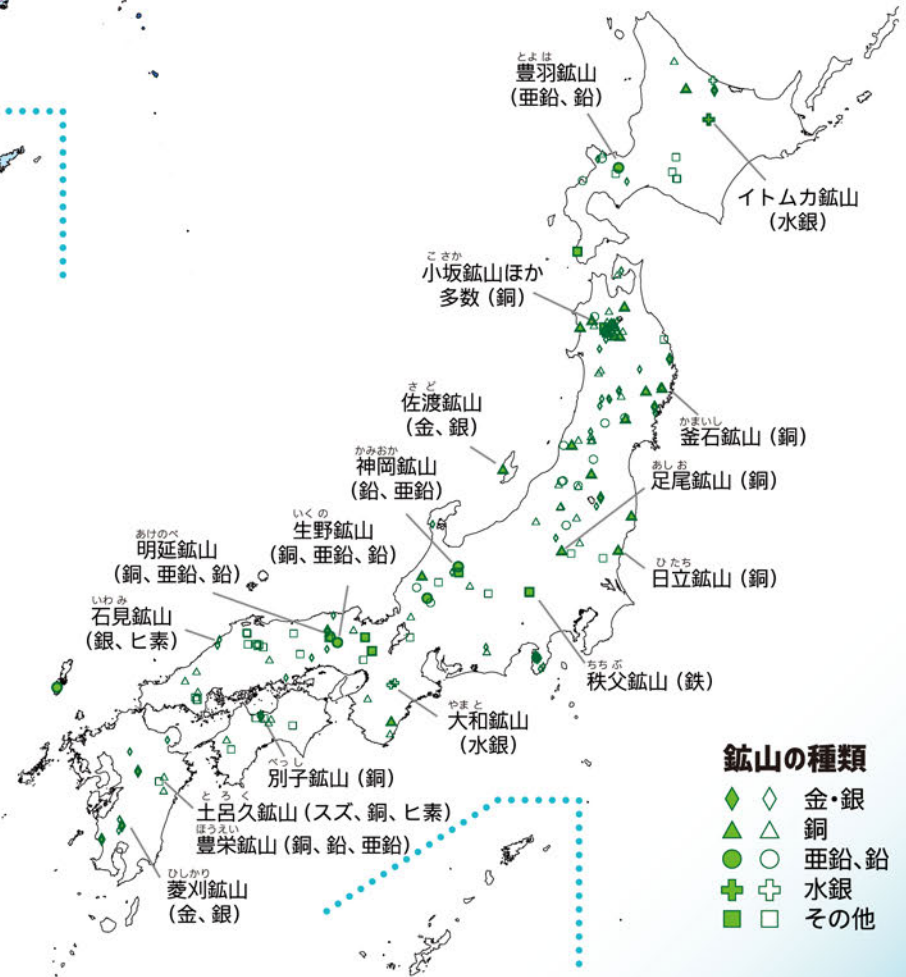 とよは
豊羽鉱山
(亜鉛、鉛)
イトムカ鉱山
(水銀)
こさか
小坂鉱山ほか
多数(銅)
さど
佐渡鉱山
(金、銀)
かまいし
釜石鉱山(銅)
かみおか
神岡鉱山
(鉛、亜鉛)
あしお
足尾鉱山(銅)
いくの
生野鉱山
(銅、亜鉛、鉛)
あけのべ
明延鉱山
(銅、亜鉛、鉛)
ひたち
日立鉱山(銅)
いわみ
石見鉱山
(銀、ヒ素)
ちちぶ
秩父鉱山(鉄)
やまと
大和鉱山
(水銀)
べっし
別子鉱山(銅)
とろく
土呂久鉱山(スズ、銅、ヒ素)
ほうえい
豊栄鉱山(銅、鉛、亜鉛)
ひしかり
菱刈鉱山
(金、銀)
鉱山の種類
金・銀
銅
亜鉛、鉛
水銀
その他